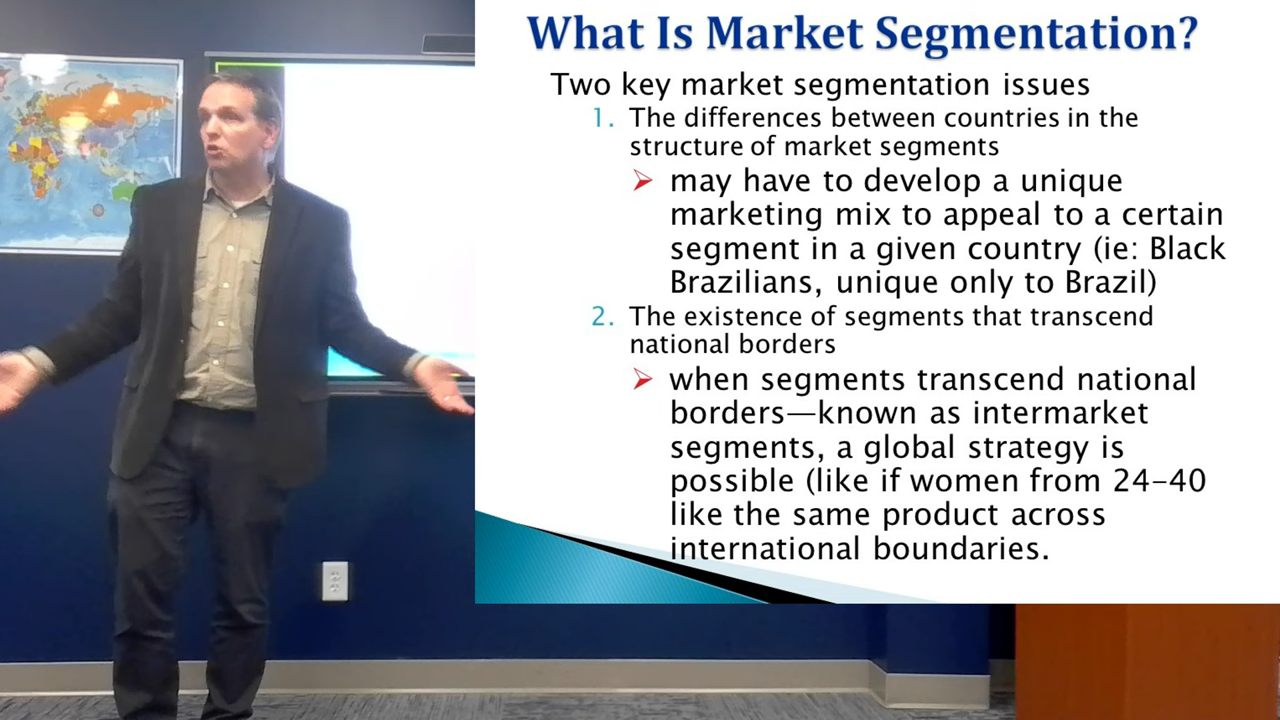 What Is Market Segmentation?
Two key market segmentation issues
1. The differences between countries in the
structure of market segments
may have to develop a unique
marketing mix to appeal to a certain
segment in a given country (ie: Black
Brazilians, unique only to Brazil)
2. The existence of segments that transcend
national borders
when segments transcend national
borders—known as intermarket
segments, a global strategy is
possible (like if women from 24–40
like the same product across
international boundaries.